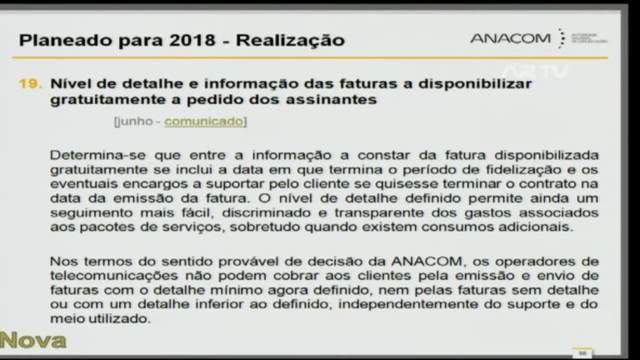 Planeado para 2018 - Realização
ANACOM
ARTV
19. Nível de detalhe e informação das faturas a disponibilizar
gratuitamente a pedido dos assinantes
[junho - comunicado]
Determina-se que entre a informação a constar da fatura disponibilizada
gratuitamente se inclui a data em que termina o período de fidelização e os
eventuais encargos a suportar pelo cliente se quisesse terminar o contrato na
data da emissão da fatura. O nível de detalhe definido permite ainda um
seguimento mais fácil, discriminado e transparente dos gastos associados
aos pacotes de serviços, sobretudo quando existem consumos adicionais.
Nos termos do sentido provável de decisão da ANACOM, os operadores de
telecomunicações não podem cobrar aos clientes pela emissão e envio de
faturas com o detalhe mínimo agora definido, nem pelas faturas sem detalhe
ou com um detalhe inferior ao definido, independentemente do suporte e do
meio utilizado.
Nova